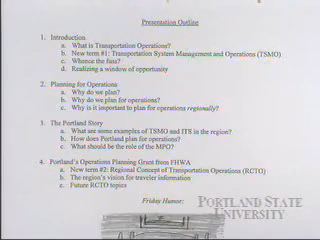 Presentation Outline
1. Introduction
a. What is Transportation Operations?
b. New term #1: Transportation System Management and Operations (TSMO)
c. Whence the fuss?
d. Realizing a window of opportunity
2. Planning for Operations
a. Why do we plan?
b. Why do we plan for operations?
c. Why is it important to plan for operations regionally?
3. The Portland Story
a. What are some examples of TSMO and ITS in the region?
b. How does Portland plan for operations?
c. What should be the role of the MPO?
4. Portland's Operations Planning Grant from FHWA
a. New term #2: Regional Concept of Transportation Operations (RCTO)
b. The region's vision for traveler information
c. Future RCTO topics
Friday Humor:
PORTLAND STATE
UNIVERSITY